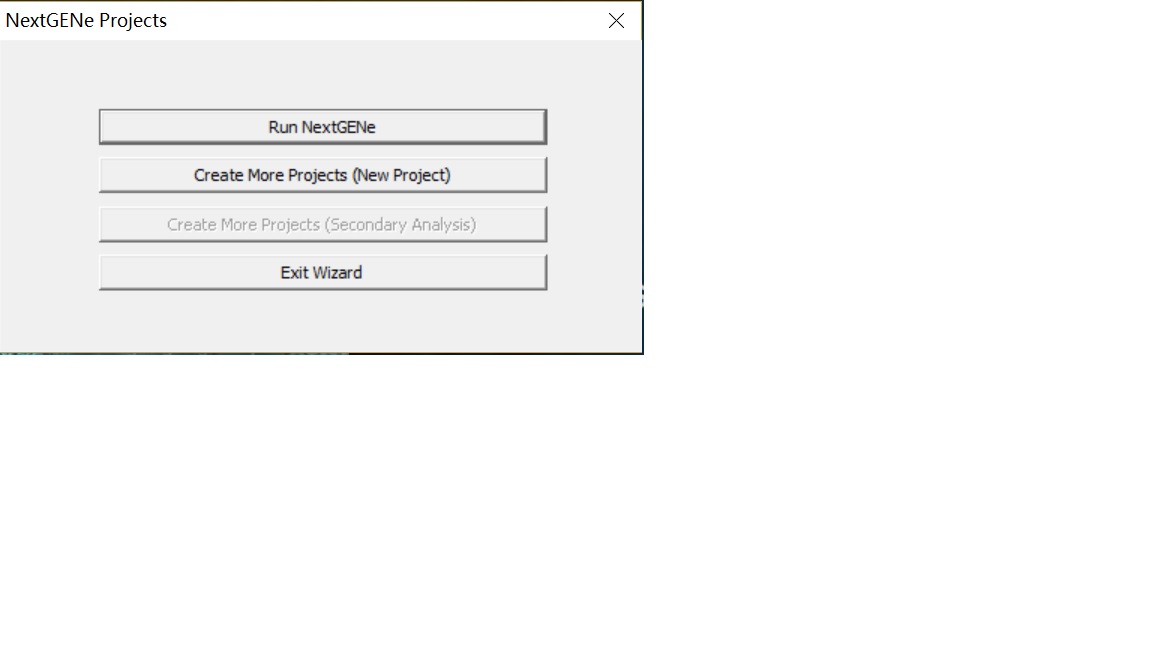 NextGENe Projects
Run NextGENe
Create More Projects (New Project)
Create More Projects (Secondary Analysis)
Exit Wizard